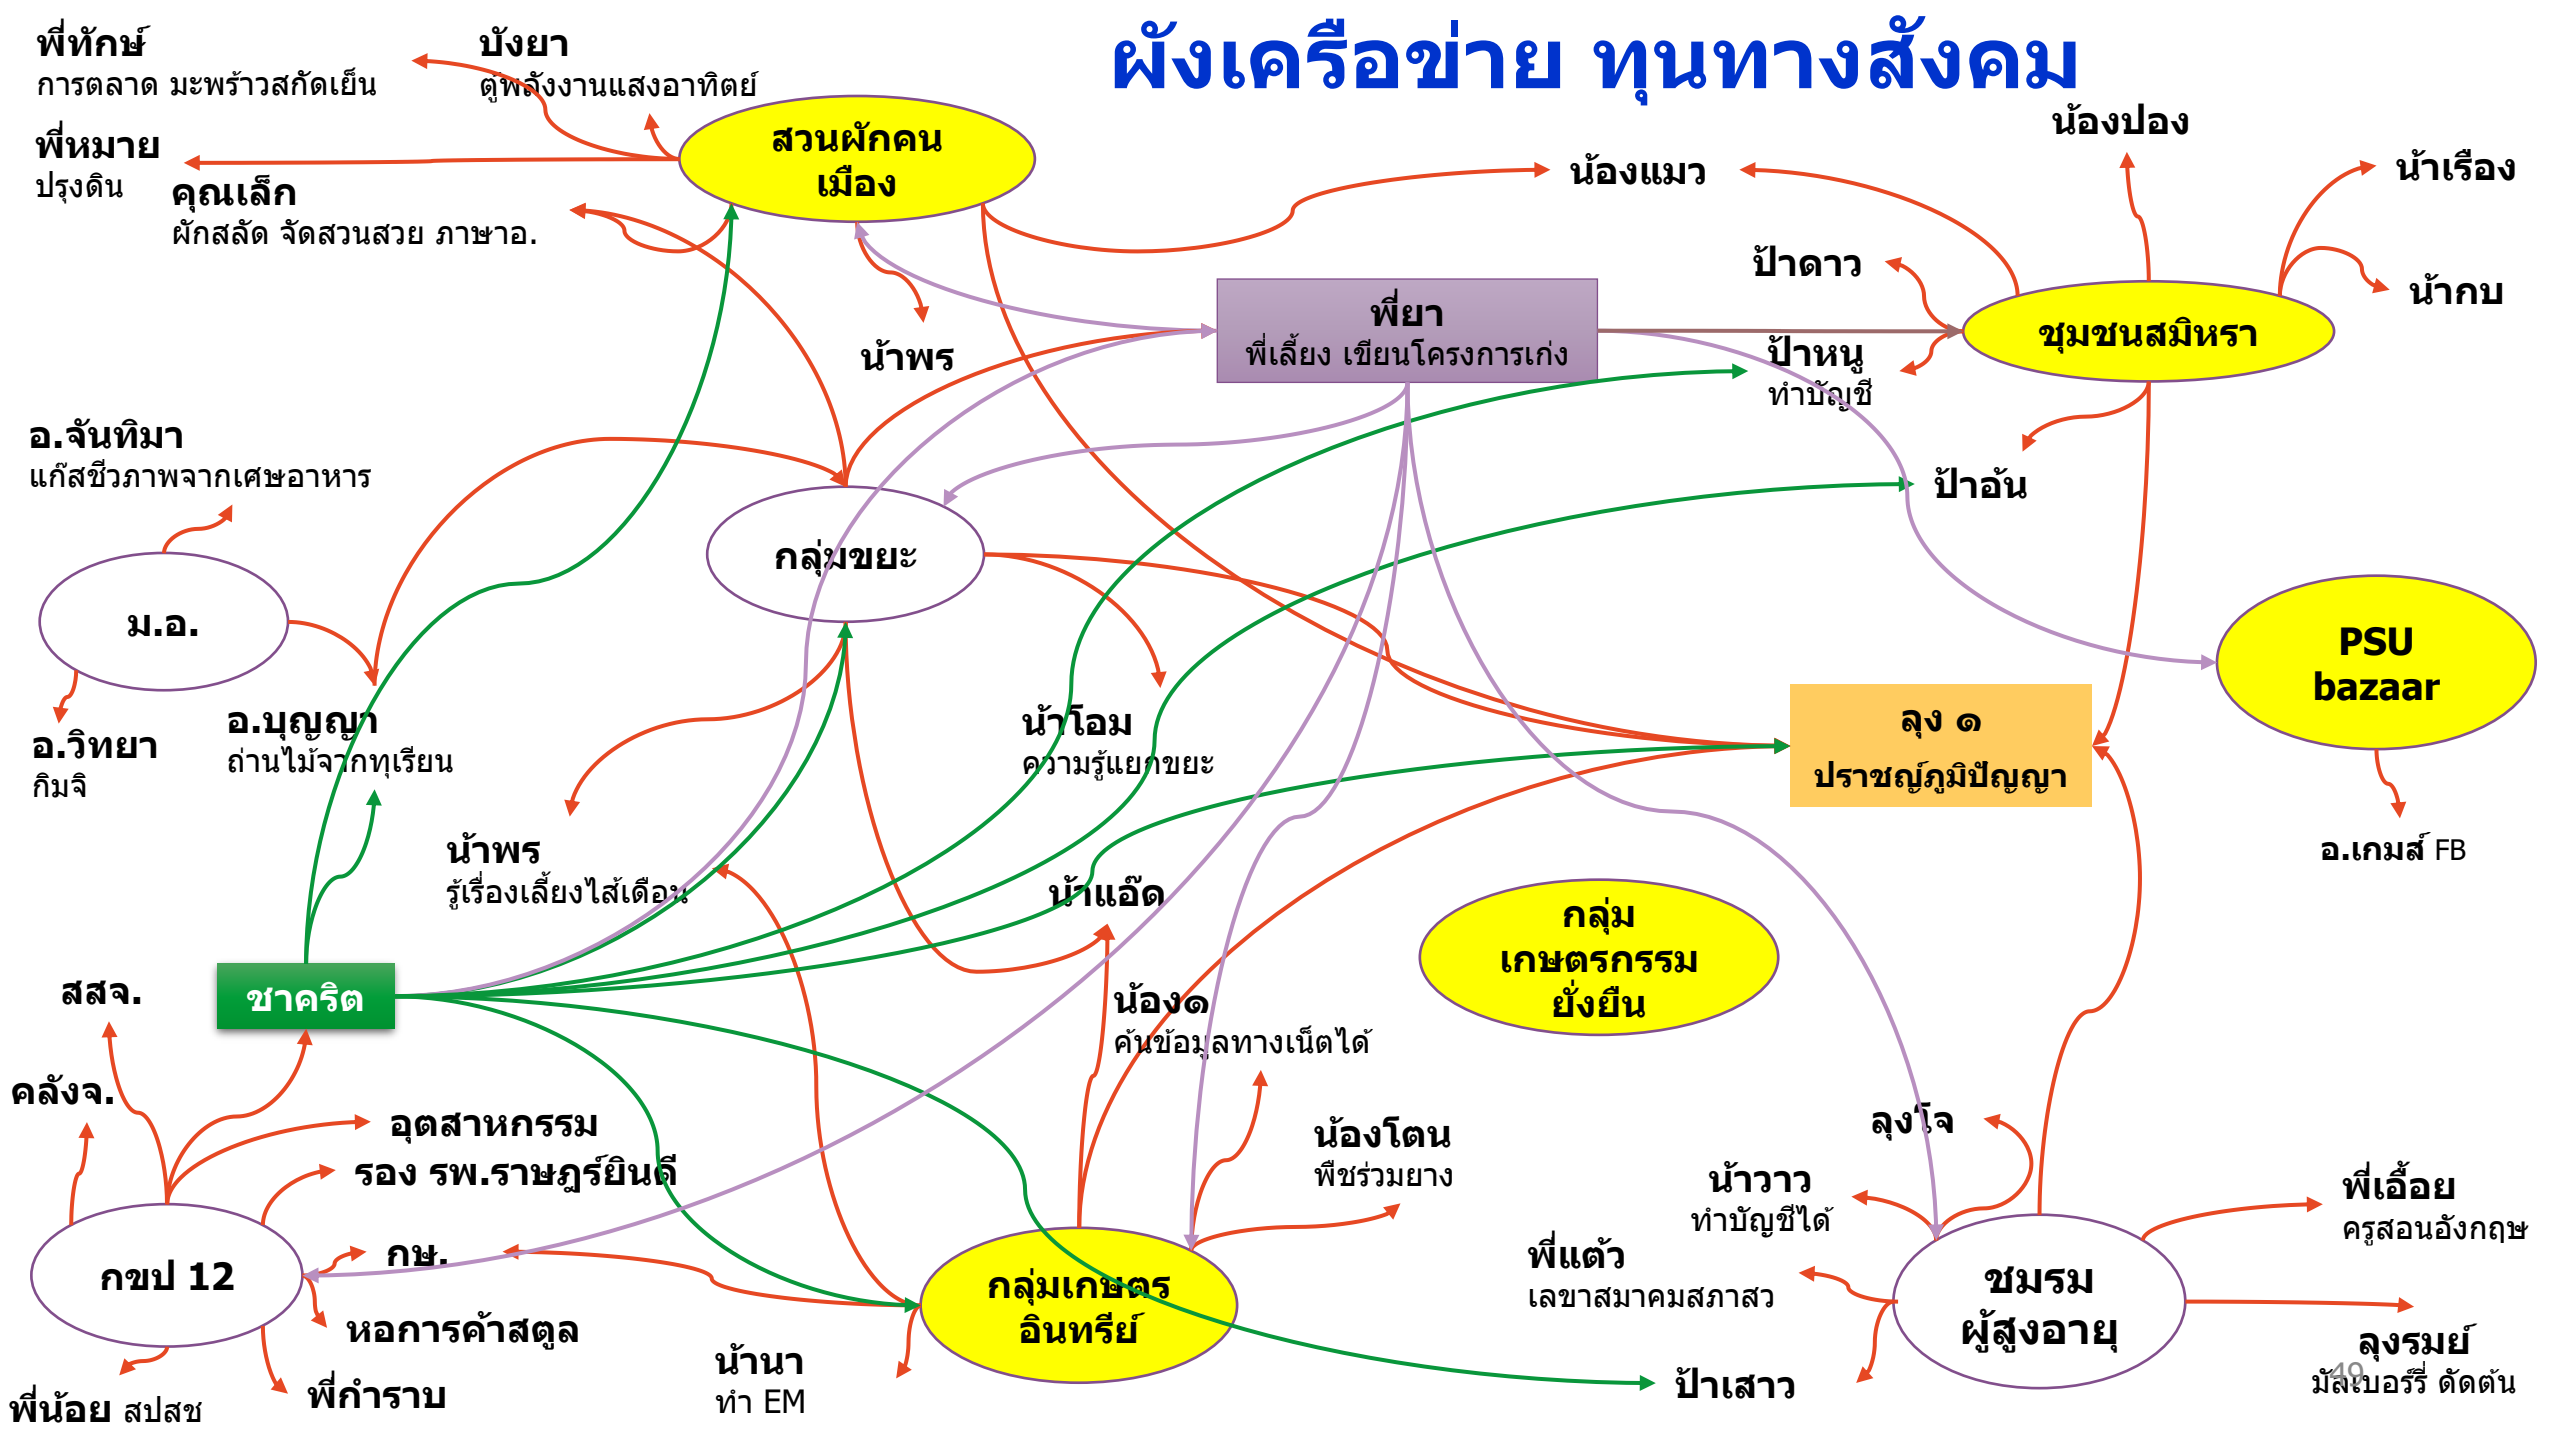 ผังเครือข่าย ทุนทางสังคม
พี่ทักษ์
การตลาด มะพร้าวสกัดเย็น
บังยา
ตู้พลังงานแสงอาทิตย์
พี่หมาย
ปรุงดิน
คุณเล็ก
ผักสลัด จัดสวนสวย ภาษาอ.
สวนผักคน
เมือง
น้องแมว
น้องปอง
น้าเรือง
น้ากบ
ป้าดาว
พี่ยา
พี่เลี้ยง เขียนโครงการเก่ง
ชุมชนสมิหรา
น้าพร
ป้าหนู
ทำบัญชี
อ.จันทิมา
แก๊สชีวภาพจากเศษอาหาร
ป้าอ้น
กลุ่มขยะ
ม.อ.
PSU
bazaar
อ.วิทยา
กิมจิ
อ.บุญญา
ถ่านไม้จากทุเรียน
น้าโอม
ความรู้แยกขยะ
ลุง ๑
ปราชญ์ภูมิปัญญา
น้าพร
รู้เรื่องเลี้ยงไส้เดือน
น้าแอ๊ด
อ.เกมส์ FB
กลุ่ม
เกษตรกรรม
ยั่งยืน
สสจ.
ชาคริต
น้อง๑
ค้นข้อมูลทางเน็ตได้
คลังจ.
อุตสาหกรรม
รอง รพ.ราษฎร์ยินดี
น้องโตน
พืชร่วมยาง
ลุงโจ
น้าวาว
ทำบัญชีได้
พี่เอื้อย
ครูสอนอังกฤษ
กขป 12
กษ.
กลุ่มเกษตร
อินทรีย์
พี่แต้ว
เลขาสมาคมสภาสว
ชมรม
ผู้สูงอายุ
หอการค้าสตูล
น้านา
ทำ EM
ลุงรมย์
มัลเบอร์รี่ ดัดต้น
49
พี่น้อย สปสช
พี่กำราบ
ป้าเสาว